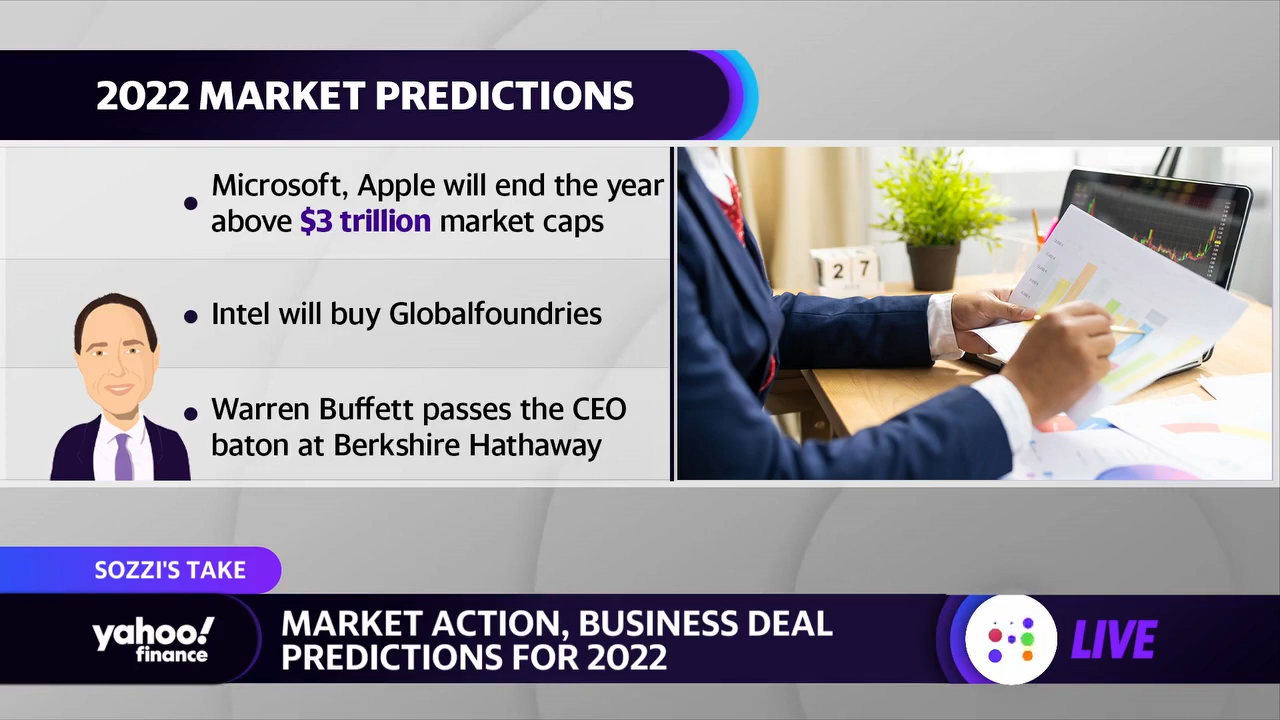 2022 MARKET PREDICTIONS
Microsoft, Apple will end the year
above $3 trillion market caps
Intel will buy Globalfoundries
Warren Buffett passes the CEO
baton at Berkshire Hathaway
2 7
SOZZI'S TAKE
yahoo!
finance
MARKET ACTION, BUSINESS DEAL
PREDICTIONS FOR 2022
LIVE